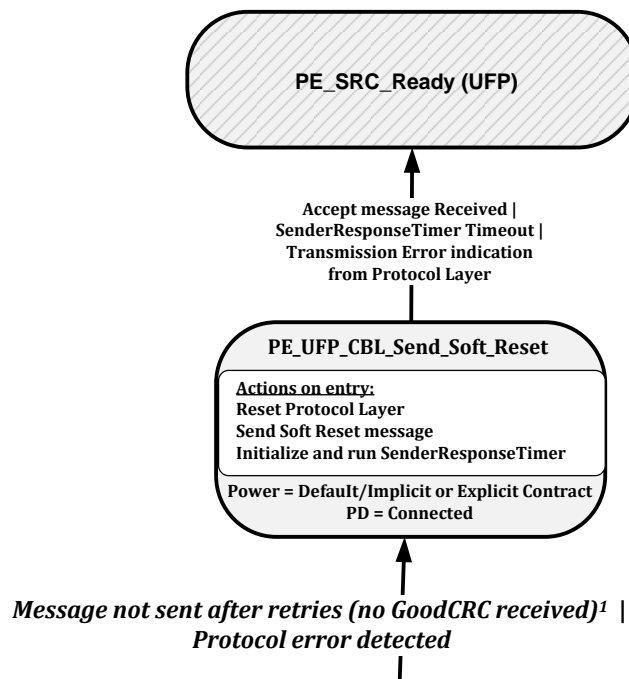 PE_SRC_Ready (UFP)
Accept message Received |
SenderResponseTimer Timeout |
Transmission Error indication
from Protocol Layer
PE_UFP_CBL_Send_Soft_Reset
Actions on entry:
Reset Protocol Layer
Send Soft Reset message
Initialize and run SenderResponseTimer
Power = Default/Implicit or Explicit Contract
PD = Connected
Message not sent after retries (no GoodCRC received)¹ |
Protocol error detected